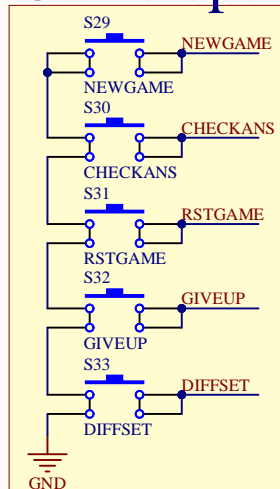 S29
NEWGAME
NEWGAME
S30
CHECKANS
CHECKANS
S31
RSTGAME
RSTGAME
S32
GIVEUP
GIVEUP
S33
DIFFSET
DIFFSET
GND